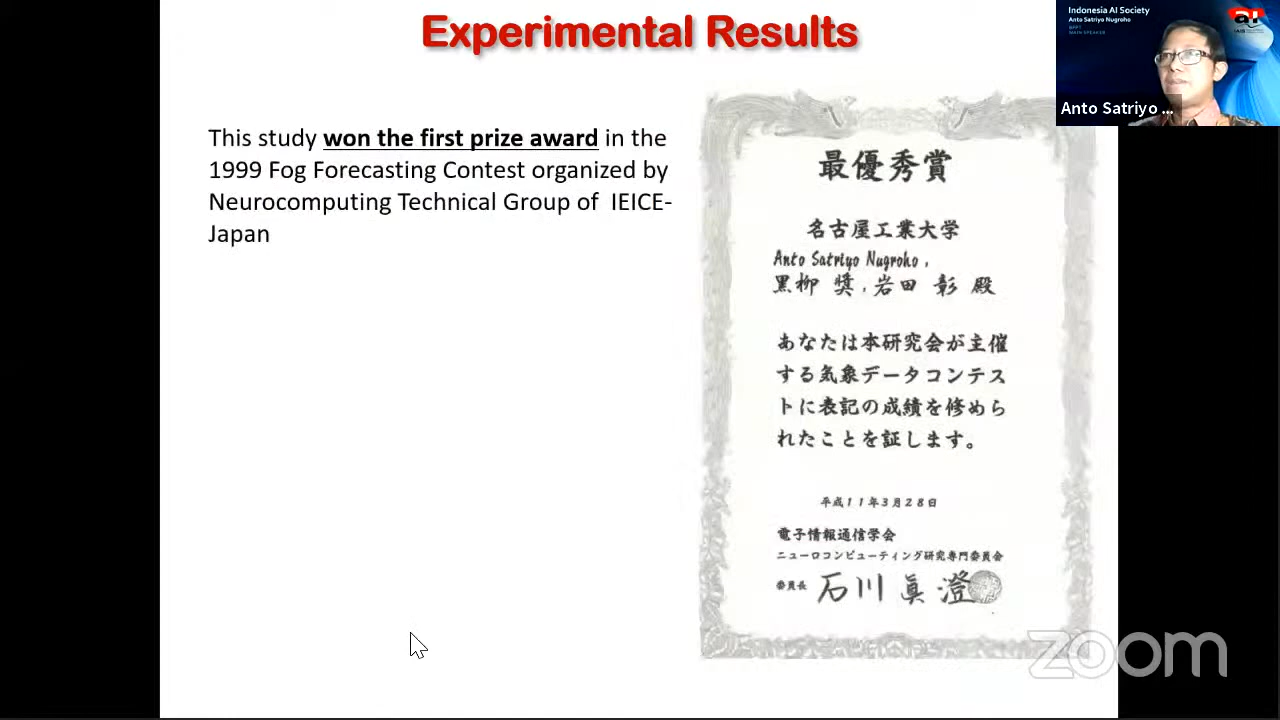 Experimental Results
This study won the first prize award in the
1999 Fog Forecasting Contest organized by
Neurocomputing Technical Group of IEICE-
Japan
最優秀賞
名古屋工業大学
Anto Satriyo Nugroho,
黒柳 奨,岩田 彰 殿
あなたは本研究会が主催
する気象データコンテス
トに表記の成績を修めら
れたことを証します。
平成11年3月28日
電子情報通信学会
ニューロコンピューティング研究専門委員会
委員長 石川 眞 澄
Indonesia AI Society
Anto Satriyo Nugroho
BPPT
MAIN SPEAKER
ai
IAIS
Anto Satriyo ...
zoom